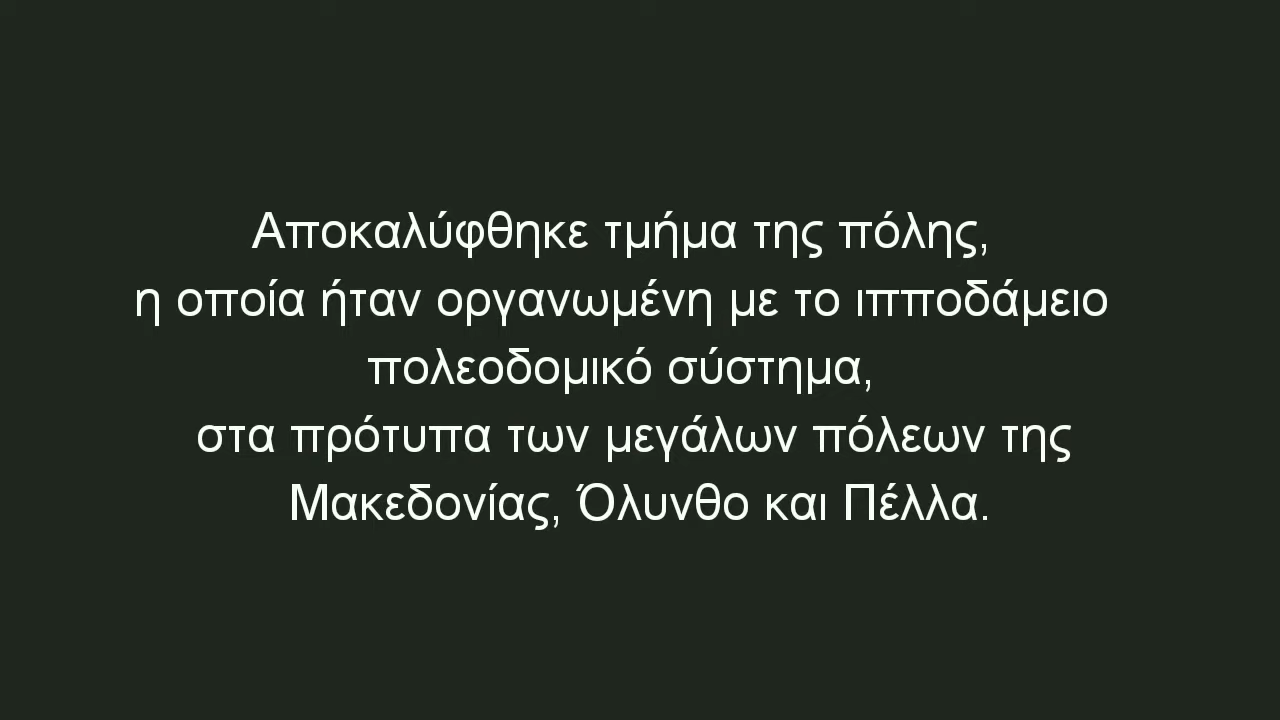 Αποκαλύφθηκε τμήμα της πόλης,
η οποία ήταν οργανωμένη με το ιπποδάμειο
πολεοδομικό σύστημα,
στα πρότυπα των μεγάλων πόλεων της
Μακεδονίας, Όλυνθο και Πέλλα.